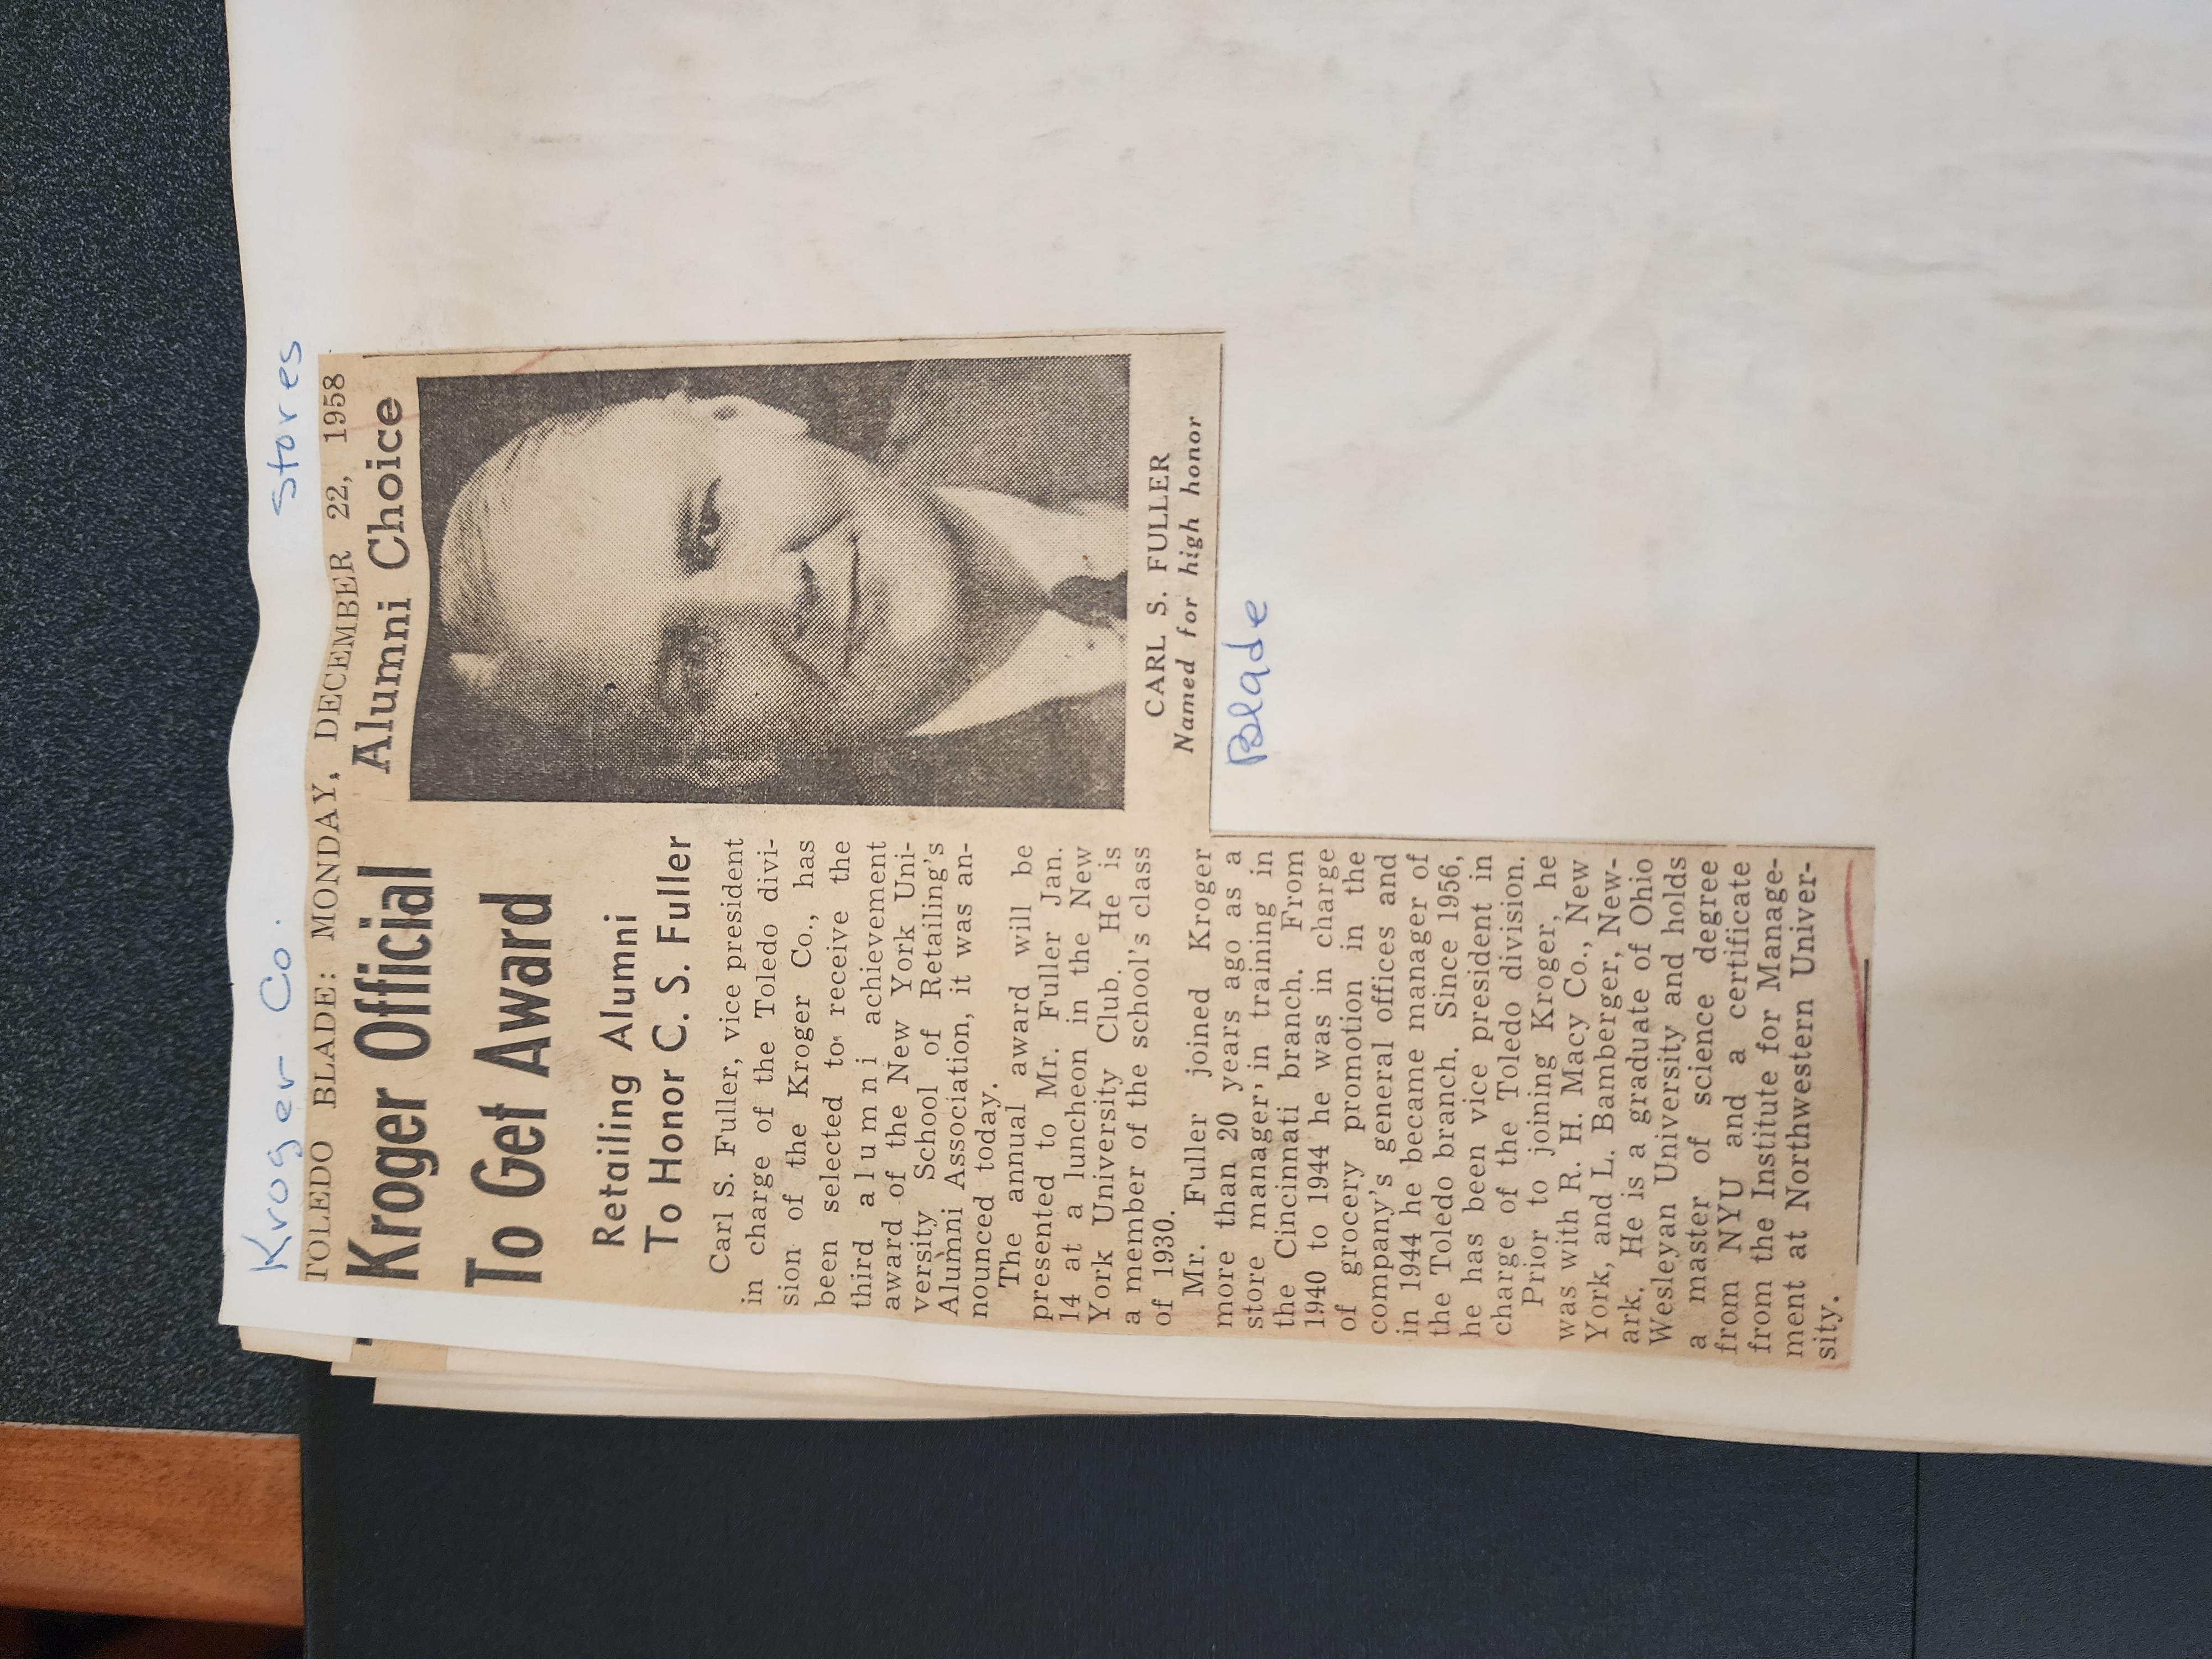 Kroger Co. Stores
TOLEDO BLADE: MONDAY, DECEMBER 22, 1958
Kroger Official
To Get Award
Retailing Alumni
To Honor C. S. Fuller
Carl S. Fuller, vice president
in charge of the Toledo divi-
sion of the Kroger Co., has
been selected to receive the
third alumni achievement
award of the New York Uni-
versity School of Retailing's
Alumni Association, it was an-
nounced today.
The annual award will be
presented to Mr. Fuller Jan.
14 at a luncheon in the New
York University Club. He is
a member of the school's class
of 1930.
Mr. Fuller joined Kroger
more than 20 years ago as a
store manager in training in
the Cincinnati branch. From
1940 to 1944 he was in charge
of grocery promotion in the
company's general offices and
in 1944 he became manager of
the Toledo branch. Since 1956,
he has been vice president in
charge of the Toledo division.
Prior to joining Kroger, he
was with R. H. Macy Co., New
York, and L. Bamberger, New-
ark. He is a graduate of Ohio
Wesleyan University and holds
a master of science degree
from NYU and a certificate
from the Institute for Manage-
ment at Northwestern Univer-
sity.
Alumni Choice
CARL S. FULLER
Named for high honor
Blade